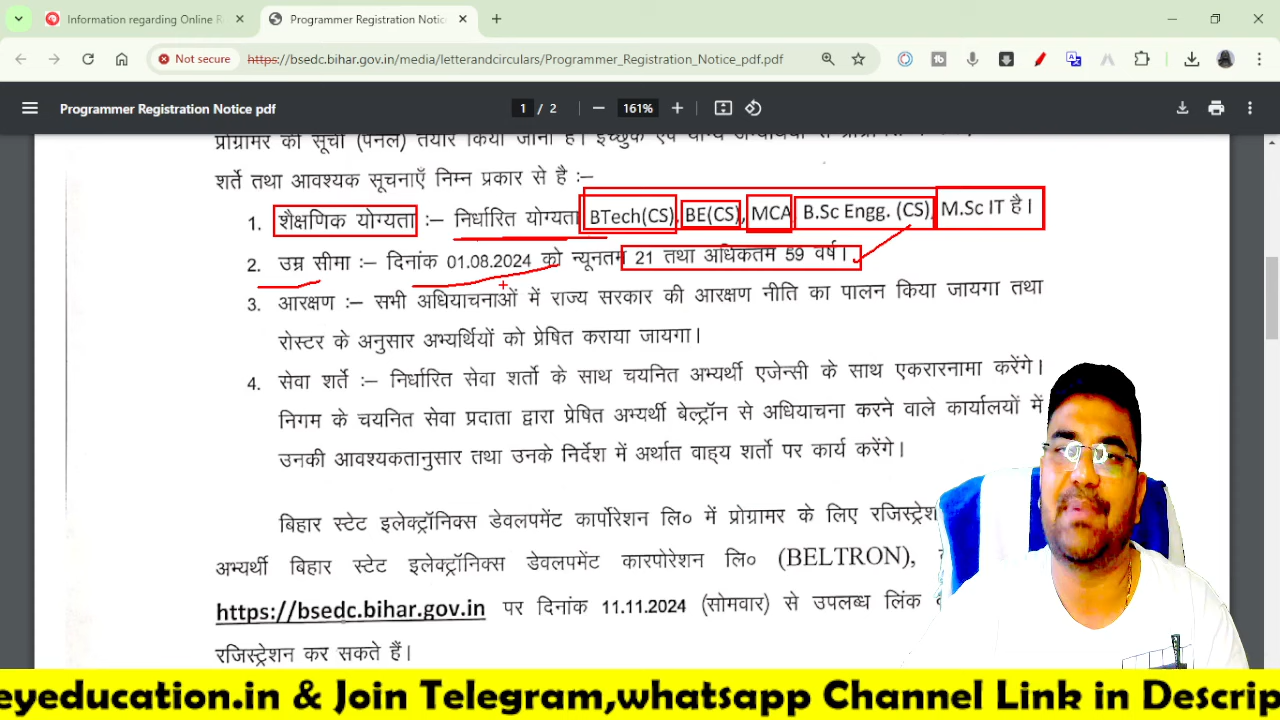 Information regarding Online R
Programmer Registration Notic
Not secure
https://bsedc.bihar.gov.in/media/letterandcirculars/Programmer_Registration_Notice_pdf.pdf
Programmer Registration Notice pdf
1 / 2
161%
प्रोग्रामर की सूची (पैनल) तैयार किया जाना है। इच्छुक एवं योग्य
शर्ते तथा आवश्यक सूचनाएँ निम्न प्रकार से है :–
1. शैक्षणिक योग्यता :– निर्धारित योग्यता BTech(CS), BE(CS), MCA, B.Sc Engg. (CS), M.Sc IT है।
2. उम्र सीमा :– दिनांक 01.08.2024 को न्यूनतम 21 तथा अधिकतम 59 वर्ष।
3. आरक्षण :– सभी अधियाचनाओं में राज्य सरकार की आरक्षण नीति का पालन किया जायगा तथा
रोस्टर के अनुसार अभ्यर्थियों को प्रेषित कराया जायगा।
4. सेवा शर्ते :– निर्धारित सेवा शर्तो के साथ चयनित अभ्यर्थी एजेन्सी के साथ एकरारनामा करेंगे।
निगम के चयनित सेवा प्रदाता द्वारा प्रेषित अभ्यर्थी बेल्ट्रॉन से अधियाचना करने वाले कार्यालयों में
उनकी आवश्यकतानुसार तथा उनके निर्देश में अर्थात वाह्य शर्तो पर कार्य करेंगे।
बिहार स्टेट इलेक्ट्रॉनिक्स डेवलपमेंट कार्पोरेशन लि० में प्रोग्रामर के लिए
अभ्यर्थी बिहार स्टेट इलेक्ट्रॉनिक्स डेवलपमेंट कारपोरेशन लि० (BELTRON),
https://bsedc.bihar.gov.in पर दिनांक 11.11.2024 (सोमवार) से उपलब्ध लिंक
रजिस्ट्रेशन कर सकते हैं।
eyeducation.in & Join Telegram,whatsapp Channel Link in Descrip